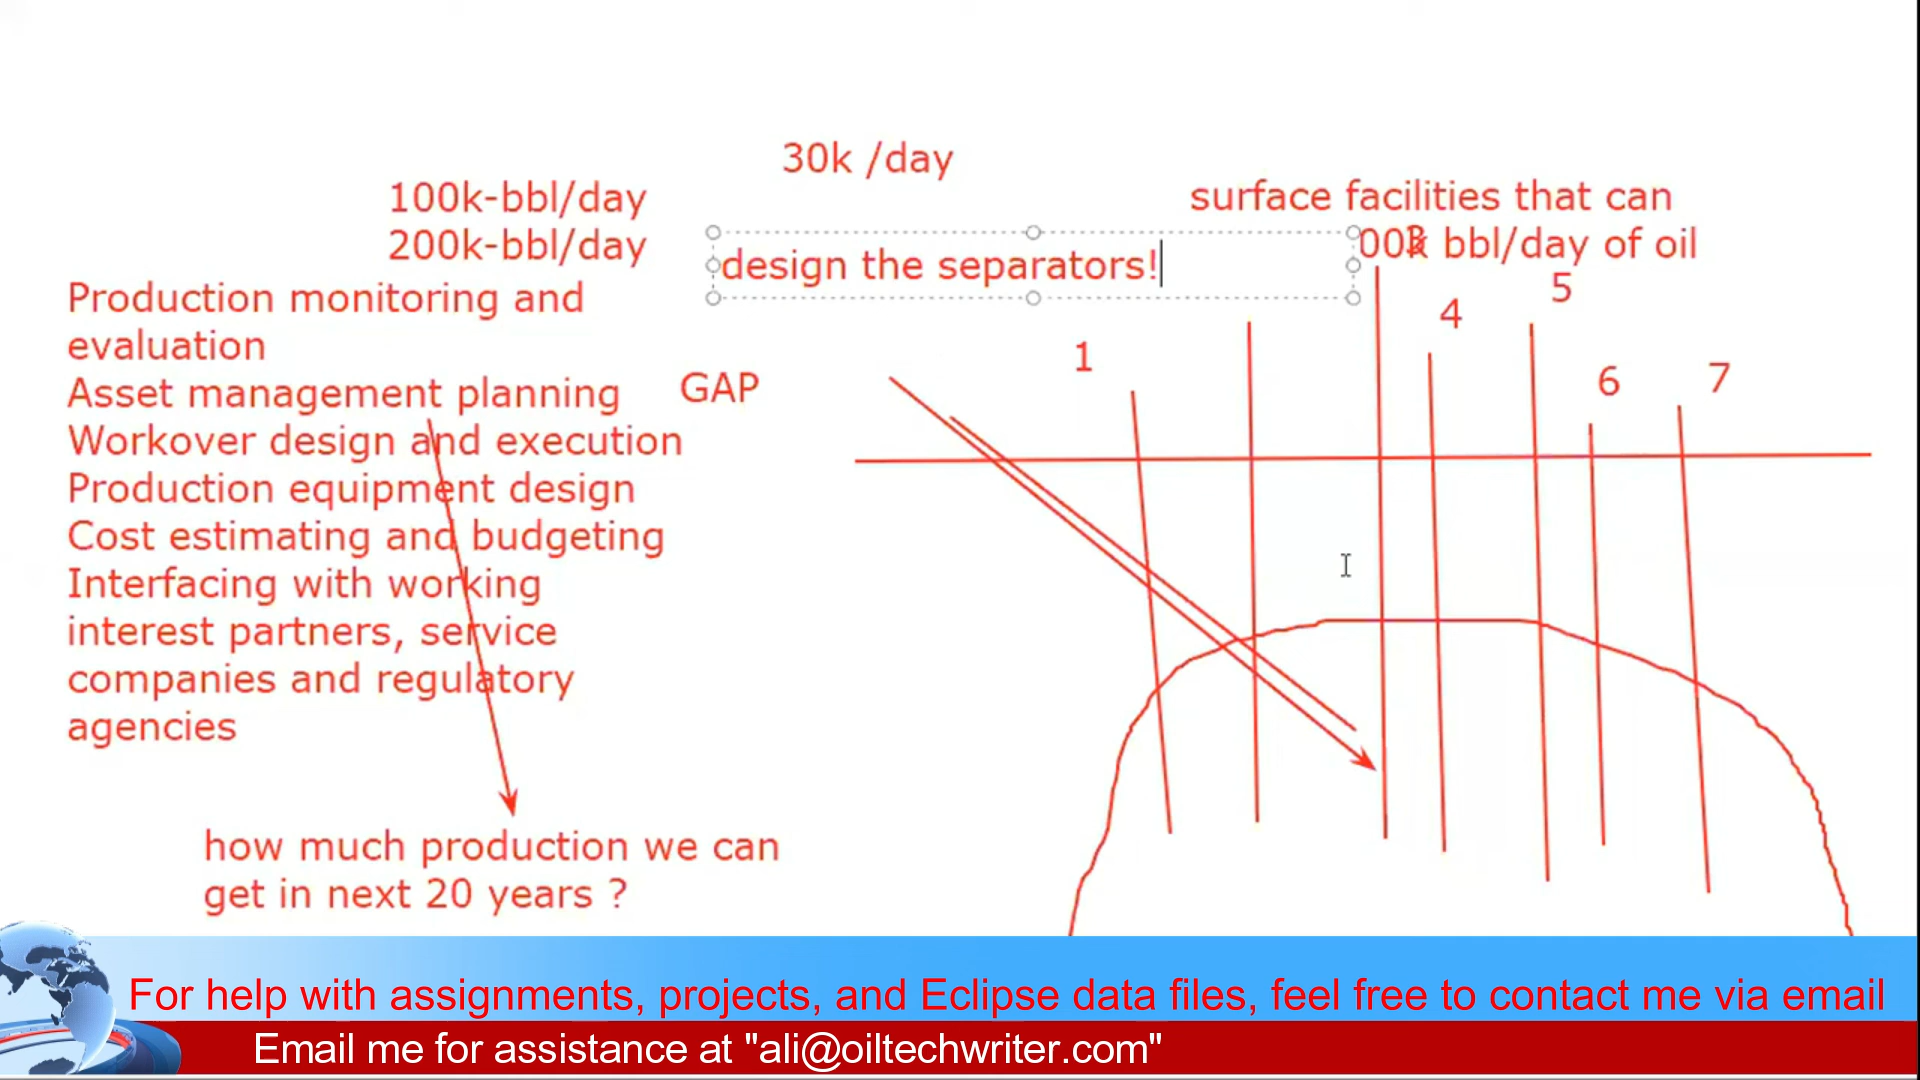 30k /day
100k-bbl/day
200k-bbl/day
surface facilities that can
00k bbl/day of oil
3
design the separators!
Production monitoring and
evaluation
Asset management planning
Workover design and execution
Production equipment design
Cost estimating and budgeting
Interfacing with working
interest partners, service
companies and regulatory
agencies
GAP
1
4
5
6
7
how much production we can
get in next 20 years ?
For help with assignments, projects, and Eclipse data files, feel free to contact me via email
Email me for assistance at "ali@oiltechwriter.com"